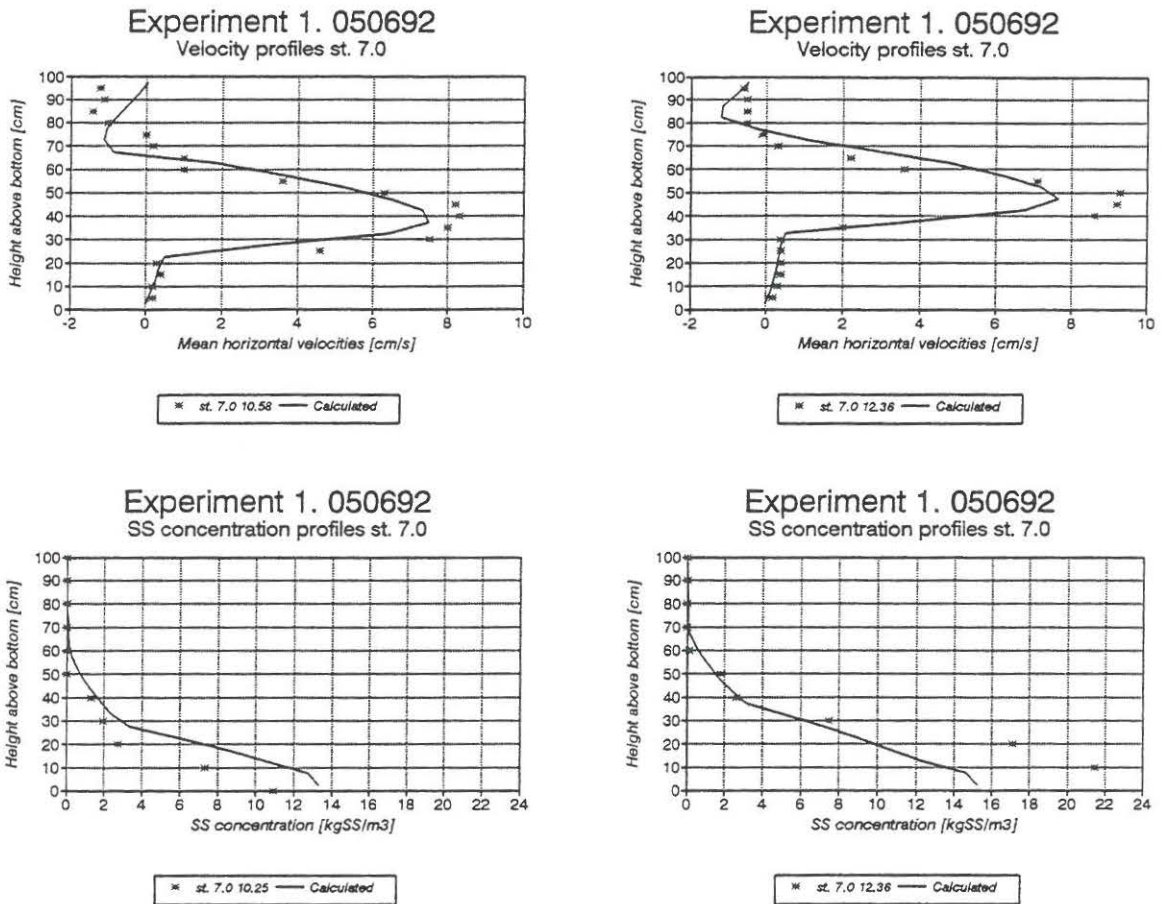 Experiment 1. 050692
Velocity profiles st. 7.0
Height above bottom [cm]
100
90
80
70
60
50
40
30
20
10
0
-2 0 2 4 6 8 10
Mean horizontal velocities [cm/s]
st. 7.0 10.58 Calculated
Experiment 1. 050692
Velocity profiles st. 7.0
Height above bottom [cm]
100
90
80
70
60
50
40
30
20
10
0
-2 0 2 4 6 8 10
Mean horizontal velocities [cm/s]
st. 7.0 12.36 Calculated
Experiment 1. 050692
SS concentration profiles st. 7.0
Height above bottom [cm]
100
90
80
70
60
50
40
30
20
10
0
0 2 4 6 8 10 12 14 16 18 20 22 24
SS concentration [kgSS/m3]
st. 7.0 10.25 Calculated
Experiment 1. 050692
SS concentration profiles st. 7.0
Height above bottom [cm]
100
90
80
70
60
50
40
30
20
10
0
0 2 4 6 8 10 12 14 16 18 20 22 24
SS concentration [kgSS/m3]
st. 7.0 12.36 Calculated